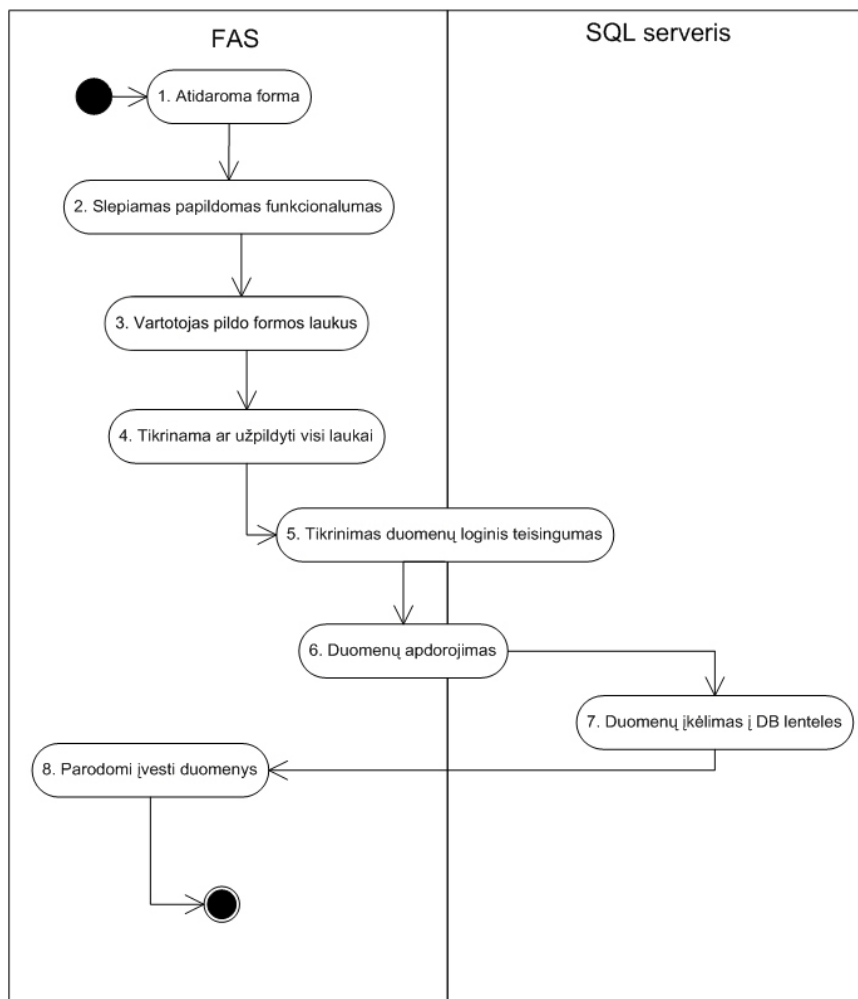 FAS
SQL serveris
1. Atidaroma forma
2. Slepiamas papildomas funkcionalumas
3. Vartotojas pildo formos laukus
4. Tikrinama ar užpildyti visi laukai
5. Tikrinimas duomenų loginis teisingumas
6. Duomenų apdorojimas
7. Duomenų įkėlimas į DB lenteles
8. Parodomi įvesti duomenys